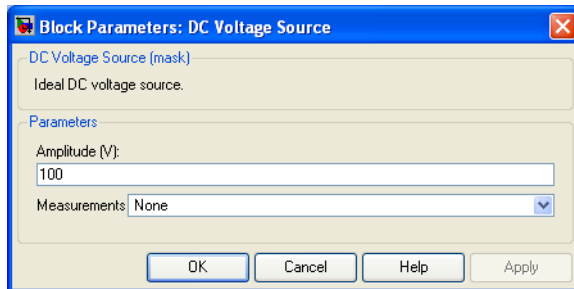 Block Parameters: DC Voltage Source
DC Voltage Source (mask)
Ideal DC voltage source.
Parameters
Amplitude (V):
100
Measurements None
OK Cancel Help Apply